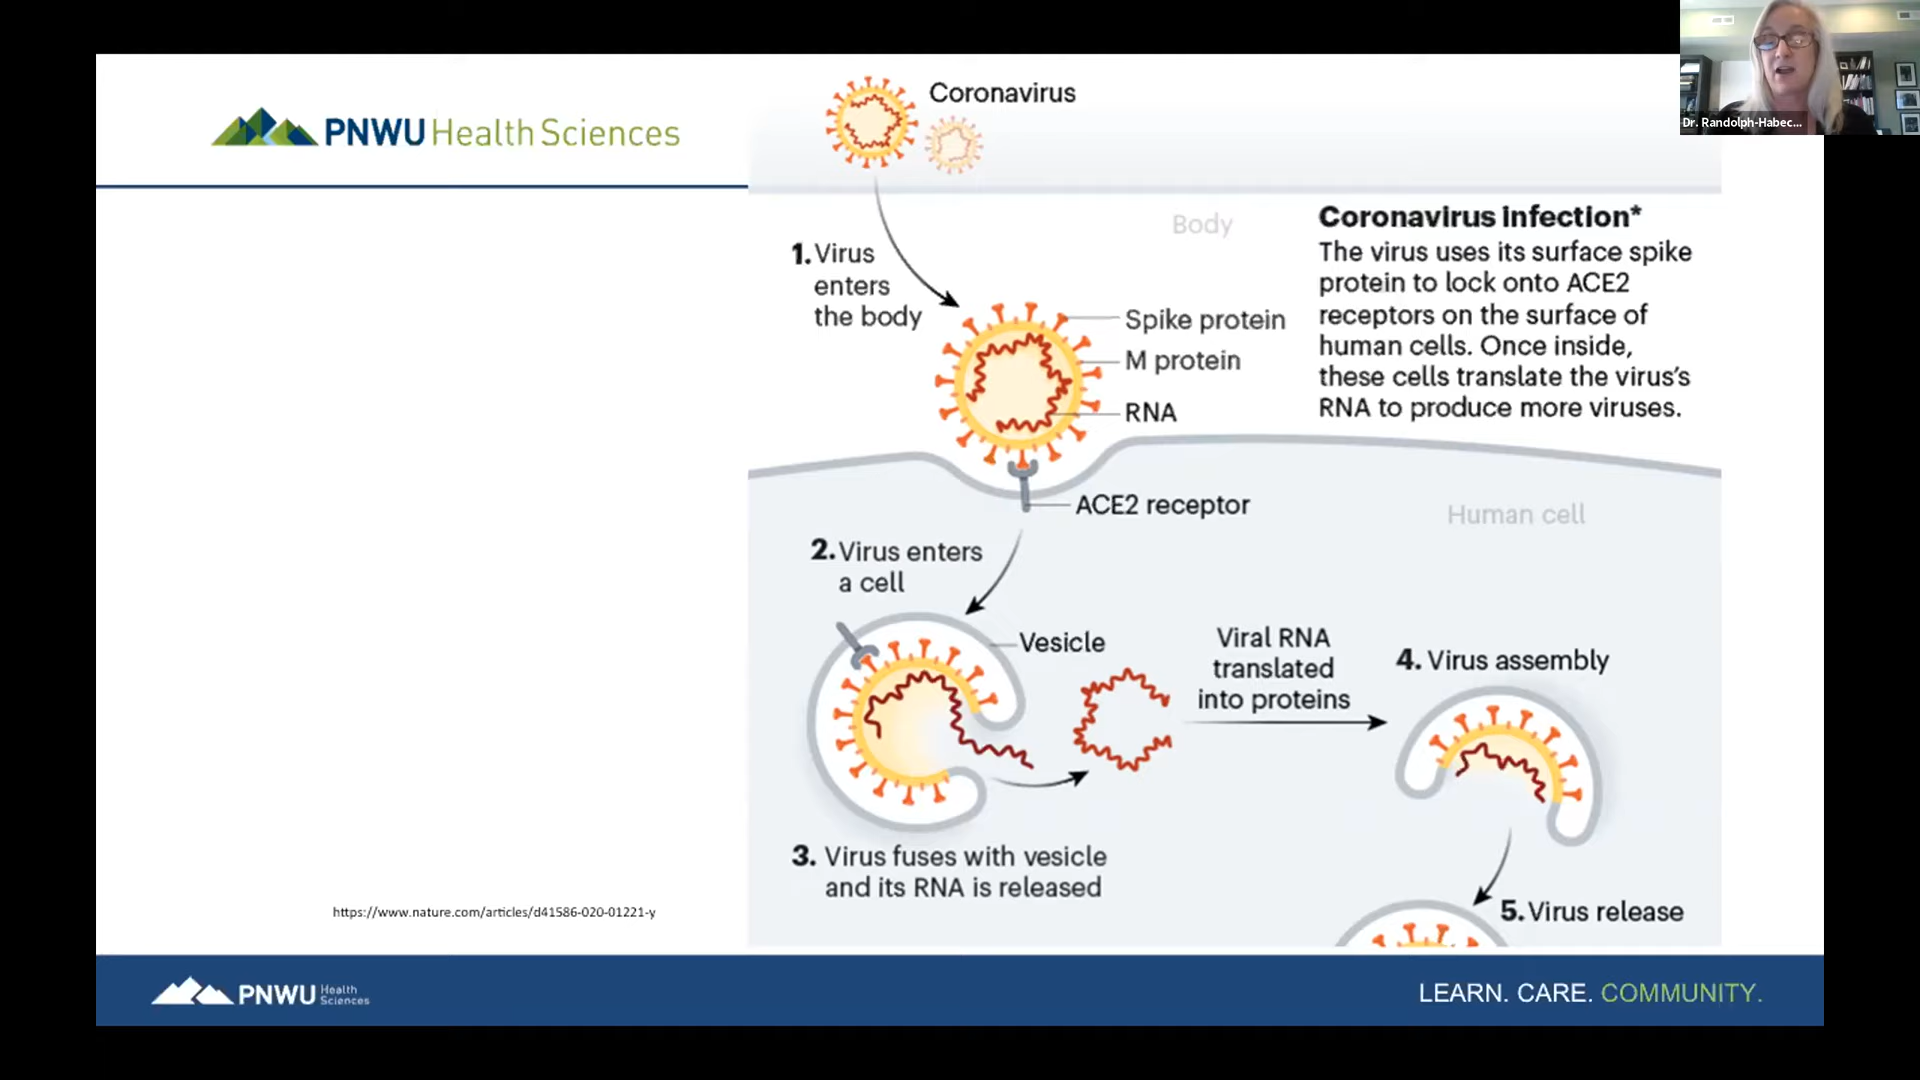 PNWU Health Sciences
Coronavirus
Dr. Randolph-Habec...
Body
1. Virus
enters
the body
Spike protein
M protein
RNA
Coronavirus infection*
The virus uses its surface spike
protein to lock onto ACE2
receptors on the surface of
human cells. Once inside,
these cells translate the virus's
RNA to produce more viruses.
ACE2 receptor
Human cell
2. Virus enters
a cell
Vesicle
Viral RNA
translated
into proteins
4. Virus assembly
3. Virus fuses with vesicle
and its RNA is released
5. Virus release
https://www.nature.com/articles/d41586-020-01221-y
PNWU Health
Sciences
LEARN. CARE. COMMUNITY.